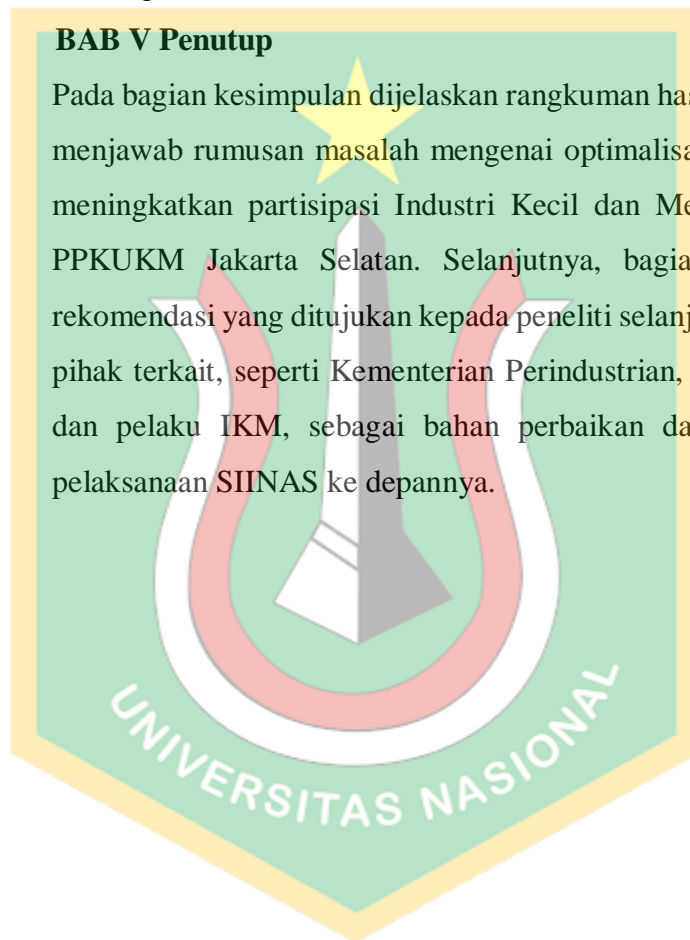 BAB V Penutup
Pada bagian kesimpulan dijelaskan rangkuman
menjawab rumusan masalah mengenai
meningkatkan partisipasi Industri Kecil dan
PPKUKM Jakarta Selatan. Selanjutnya,
rekomendasi yang ditujukan kepada peneliti
pihak terkait, seperti Kementerian Perindustrian,
dan pelaku IKM, sebagai bahan perbaikan
pelaksanaan SIINAS ke depannya.
UNIVERSITAS NASIONAL